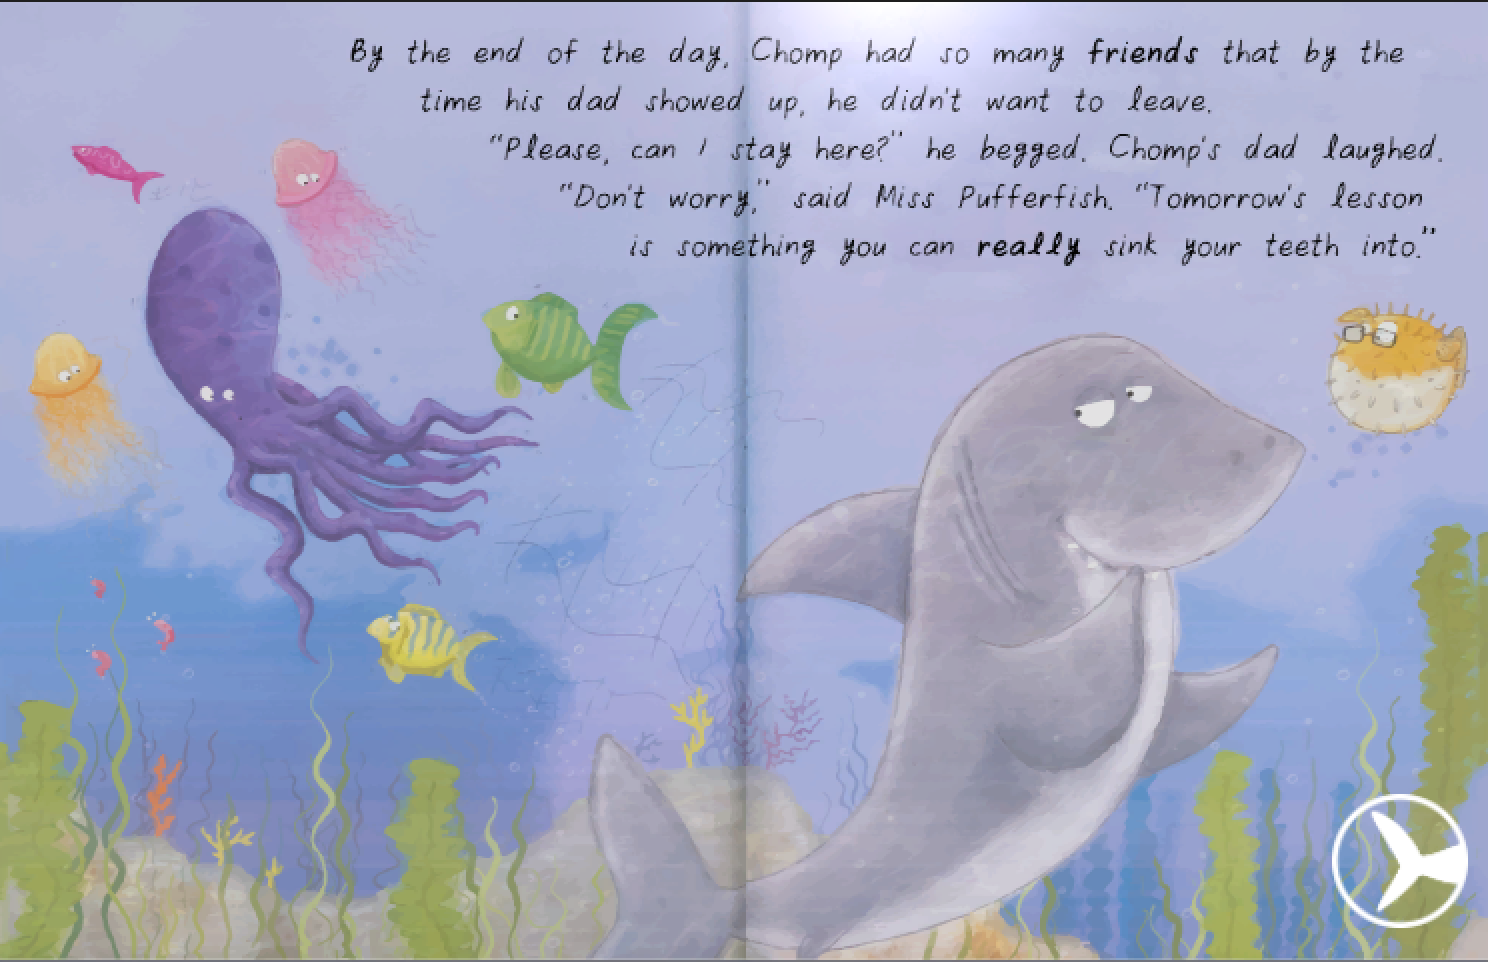 By the end of the day, Chomp had so many friends that by the
time his dad showed up, he didn't want to leave.
“Please, can I stay here?” he begged. Chomp's dad laughed.
“Don't worry,” said Miss Pufferfish. “Tomorrow's lesson
is something you can really sink your teeth into.”